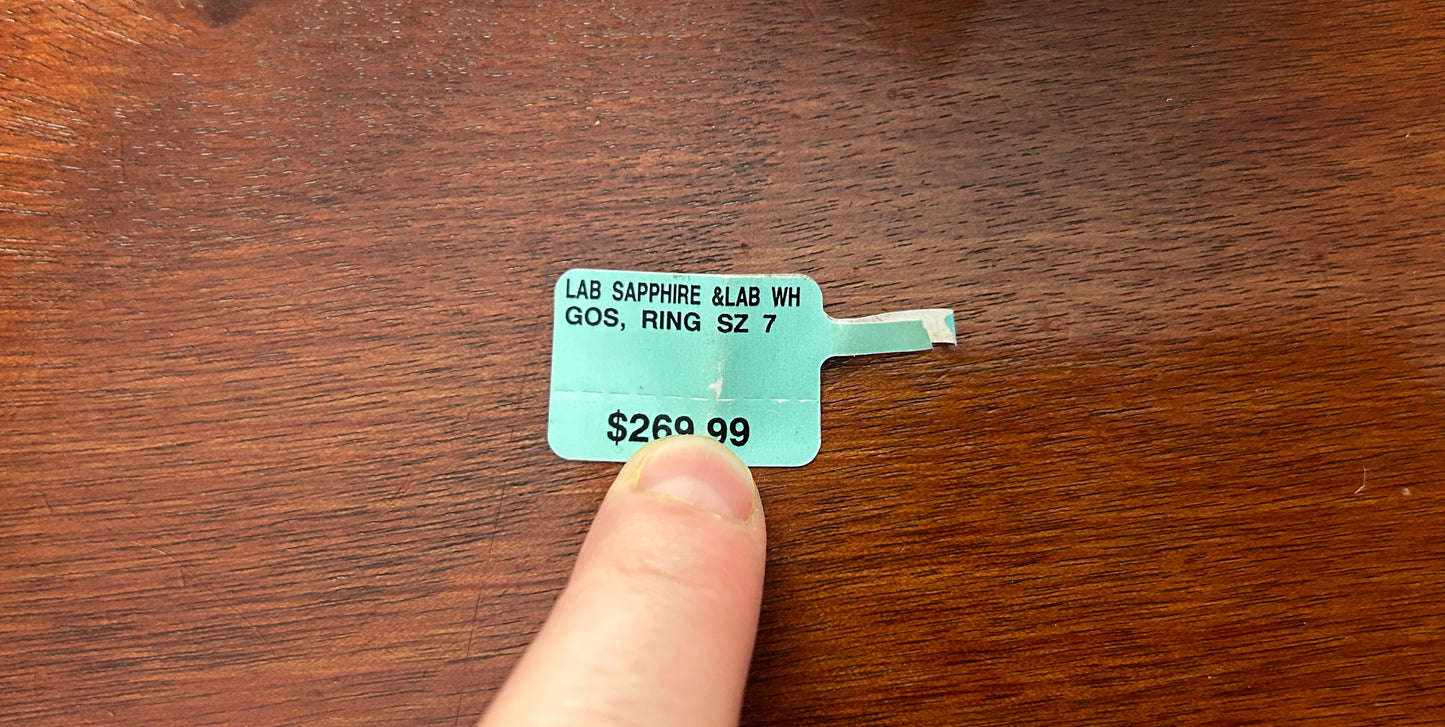 LAB SAPPHIRE &LAB WH
GOS, RING SZ 7
$269.99